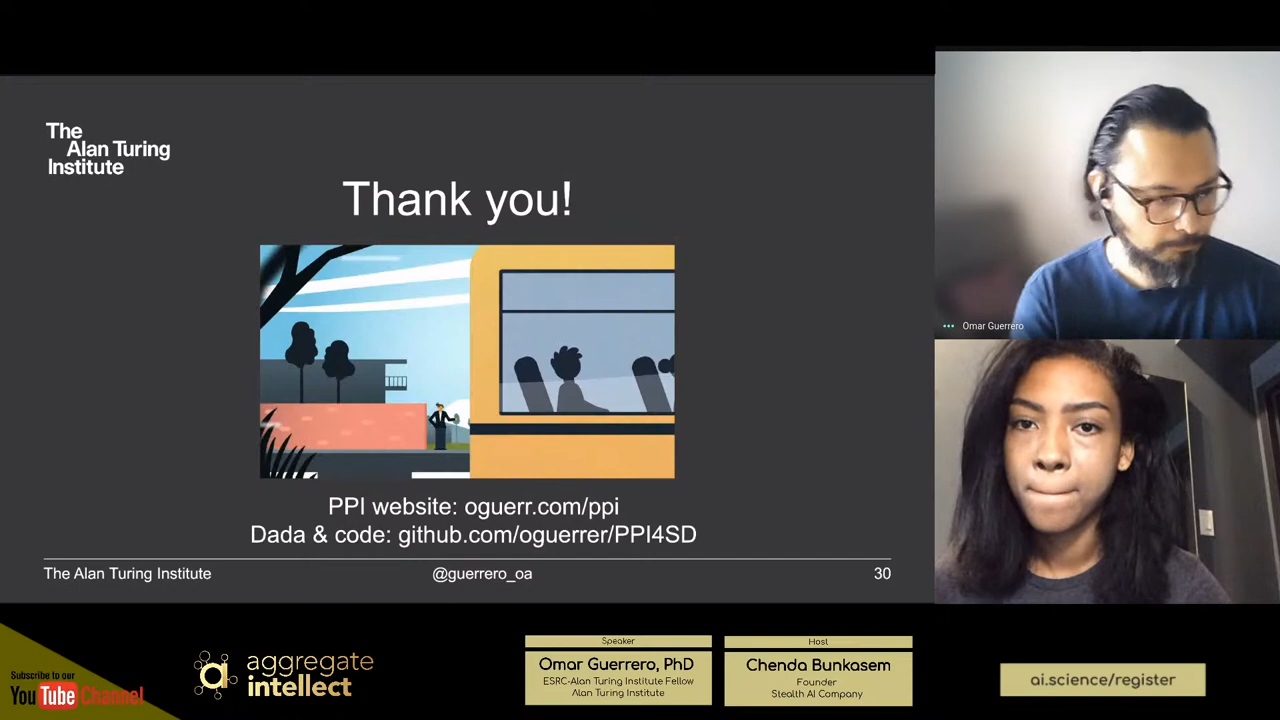 The
Alan Turing
Institute
Thank you!
PPI website: oguerr.com/ppi
Dada & code: github.com/oguerrer/PPI4SD
The Alan Turing Institute
@guerrero_oa
30
Omar Guerrero
Subscribe to our
YouTube Channel
aggregate
intellect
Speaker
Omar Guerrero, PhD
ESRC-Alan Turing Institute Fellow
Alan Turing Institute
Host
Chenda Bunkasem
Founder
Stealth AI Company
ai.science/register